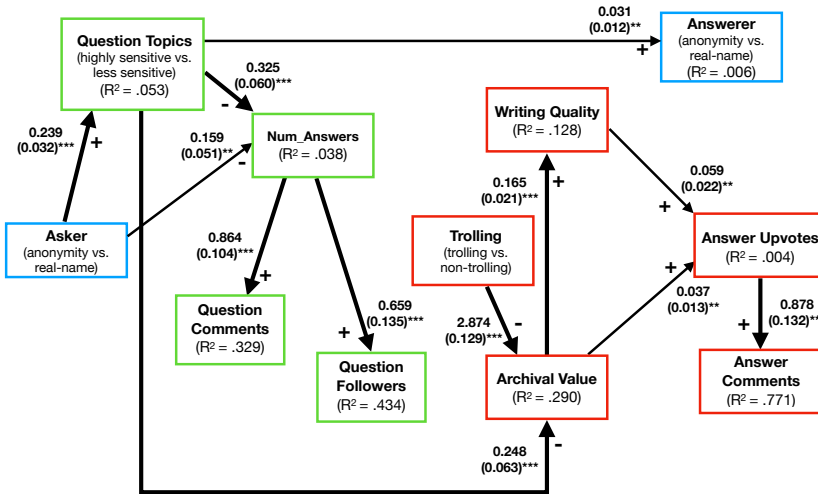 Question Topics
(highly sensitive vs.
less sensitive)
(R² = .053)
0.031
(0.012)**
+
Answerer
(anonymity vs.
real-name)
(R² = .006)
0.325
(0.060)***
-
0.239
(0.032)***
+
0.159
(0.051)**
-
Num_Answers
(R² = .038)
Writing Quality
(R² = .128)
0.059
(0.022)**
+
0.165
(0.021)***
+
Asker
(anonymity vs.
real-name)
Trolling
(trolling vs.
non-trolling)
Answer Upvotes
(R² = .004)
0.864
(0.104)***
+
0.659
(0.135)***
+
+
0.037
(0.013)**
0.878
(0.132)**
+
Question
Comments
(R² = .329)
2.874
(0.129)***
-
Question
Followers
(R² = .434)
Archival Value
(R² = .290)
Answer
Comments
(R² = .771)
0.248
(0.063)***
-